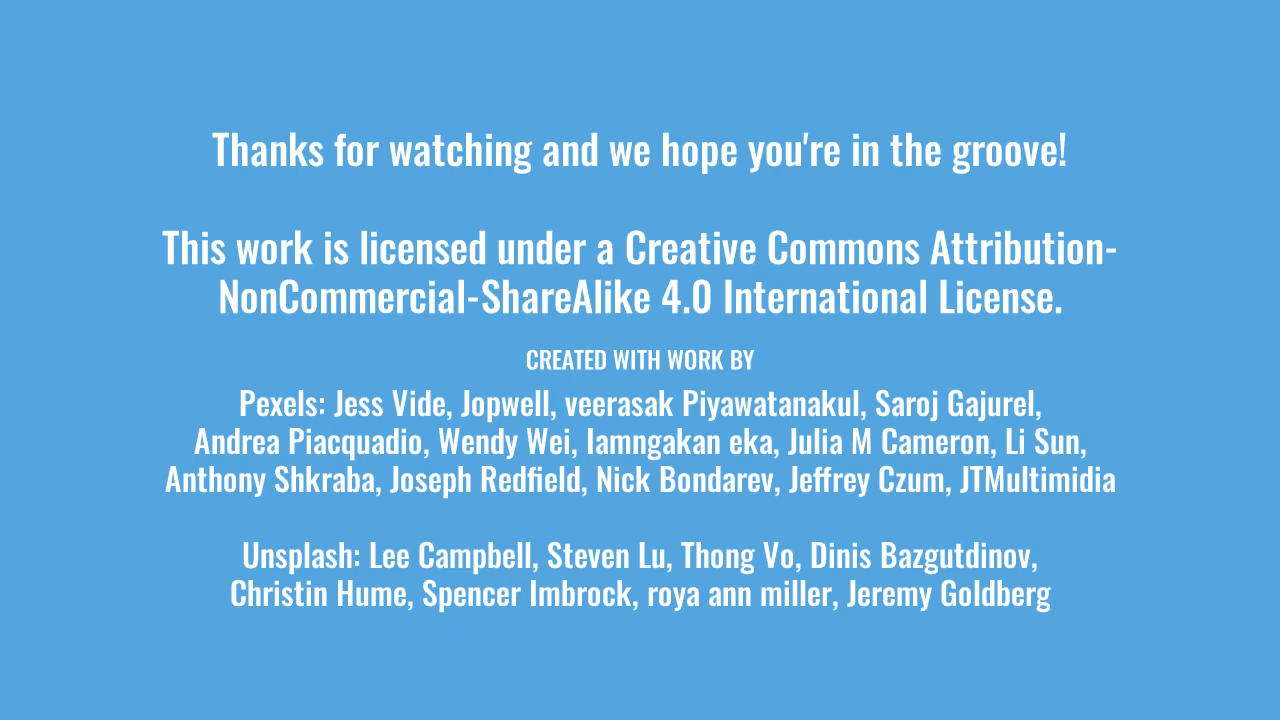 Thanks for watching and we hope you're in the groove!
This work is licensed under a Creative Commons Attribution-
NonCommercial-ShareAlike 4.0 International License.
CREATED WITH WORK BY
Pexels: Jess Vide, Jopwell, veerasak Piyawatanakul, Saroj Gajurel,
Andrea Piacquadio, Wendy Wei, Iamngakan eka, Julia M Cameron, Li Sun,
Anthony Shkraba, Joseph Redfield, Nick Bondarev, Jeffrey Czum, JTMultimidia
Unsplash: Lee Campbell, Steven Lu, Thong Vo, Dinis Bazgutdinov,
Christin Hume, Spencer Imbrock, roya ann miller, Jeremy Goldberg